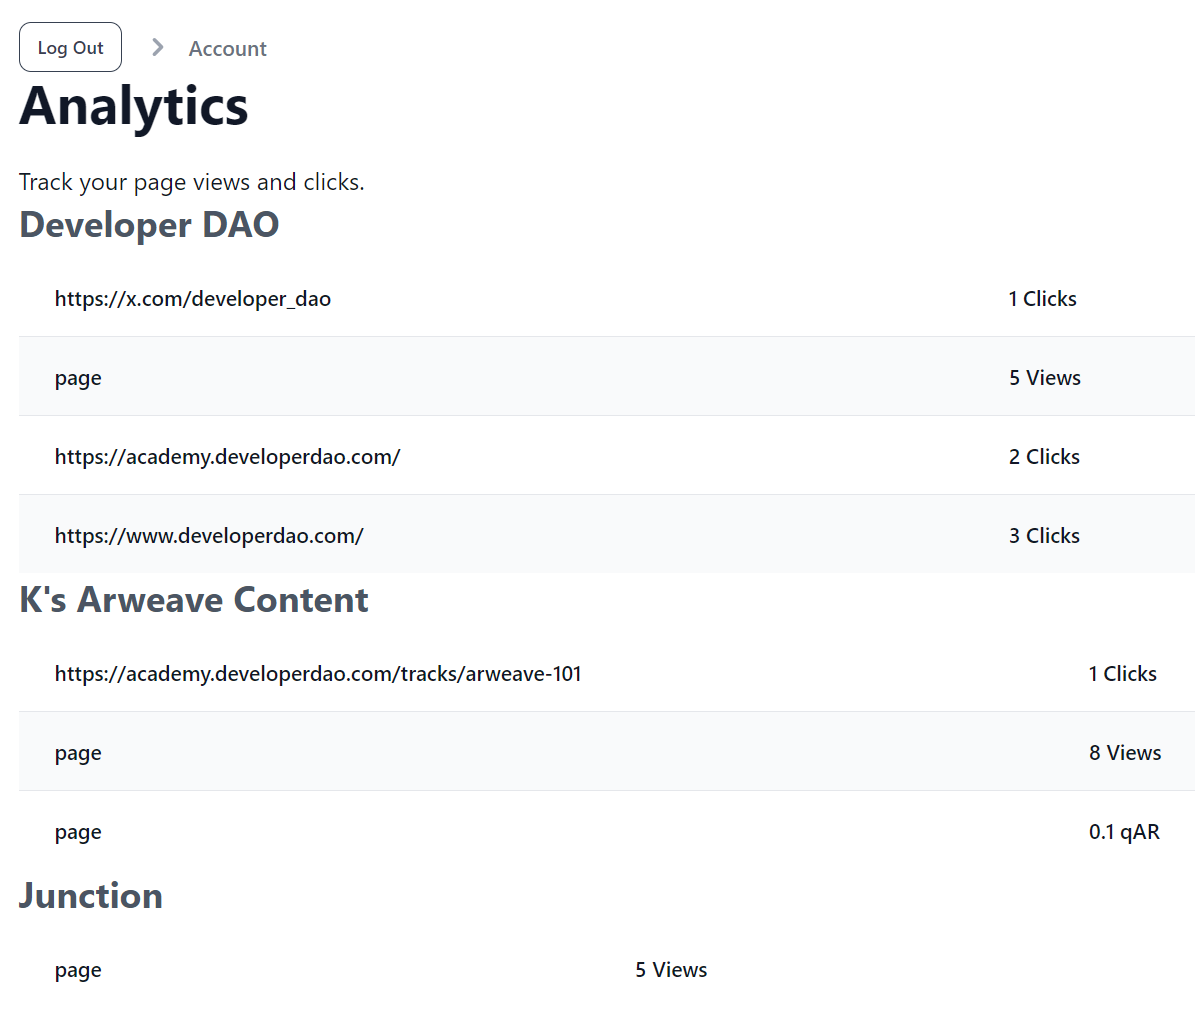 Log Out > Account
Analytics
Track your page views and clicks.
Developer DAO
https://x.com/developer_dao 1 Clicks
page 5 Views
https://academy.developerdao.com/ 2 Clicks
https://www.developerdao.com/ 3 Clicks
K's Arweave Content
https://academy.developerdao.com/tracks/arweave-101 1 Clicks
page 8 Views
page 0.1 qAR
Junction
page 5 Views